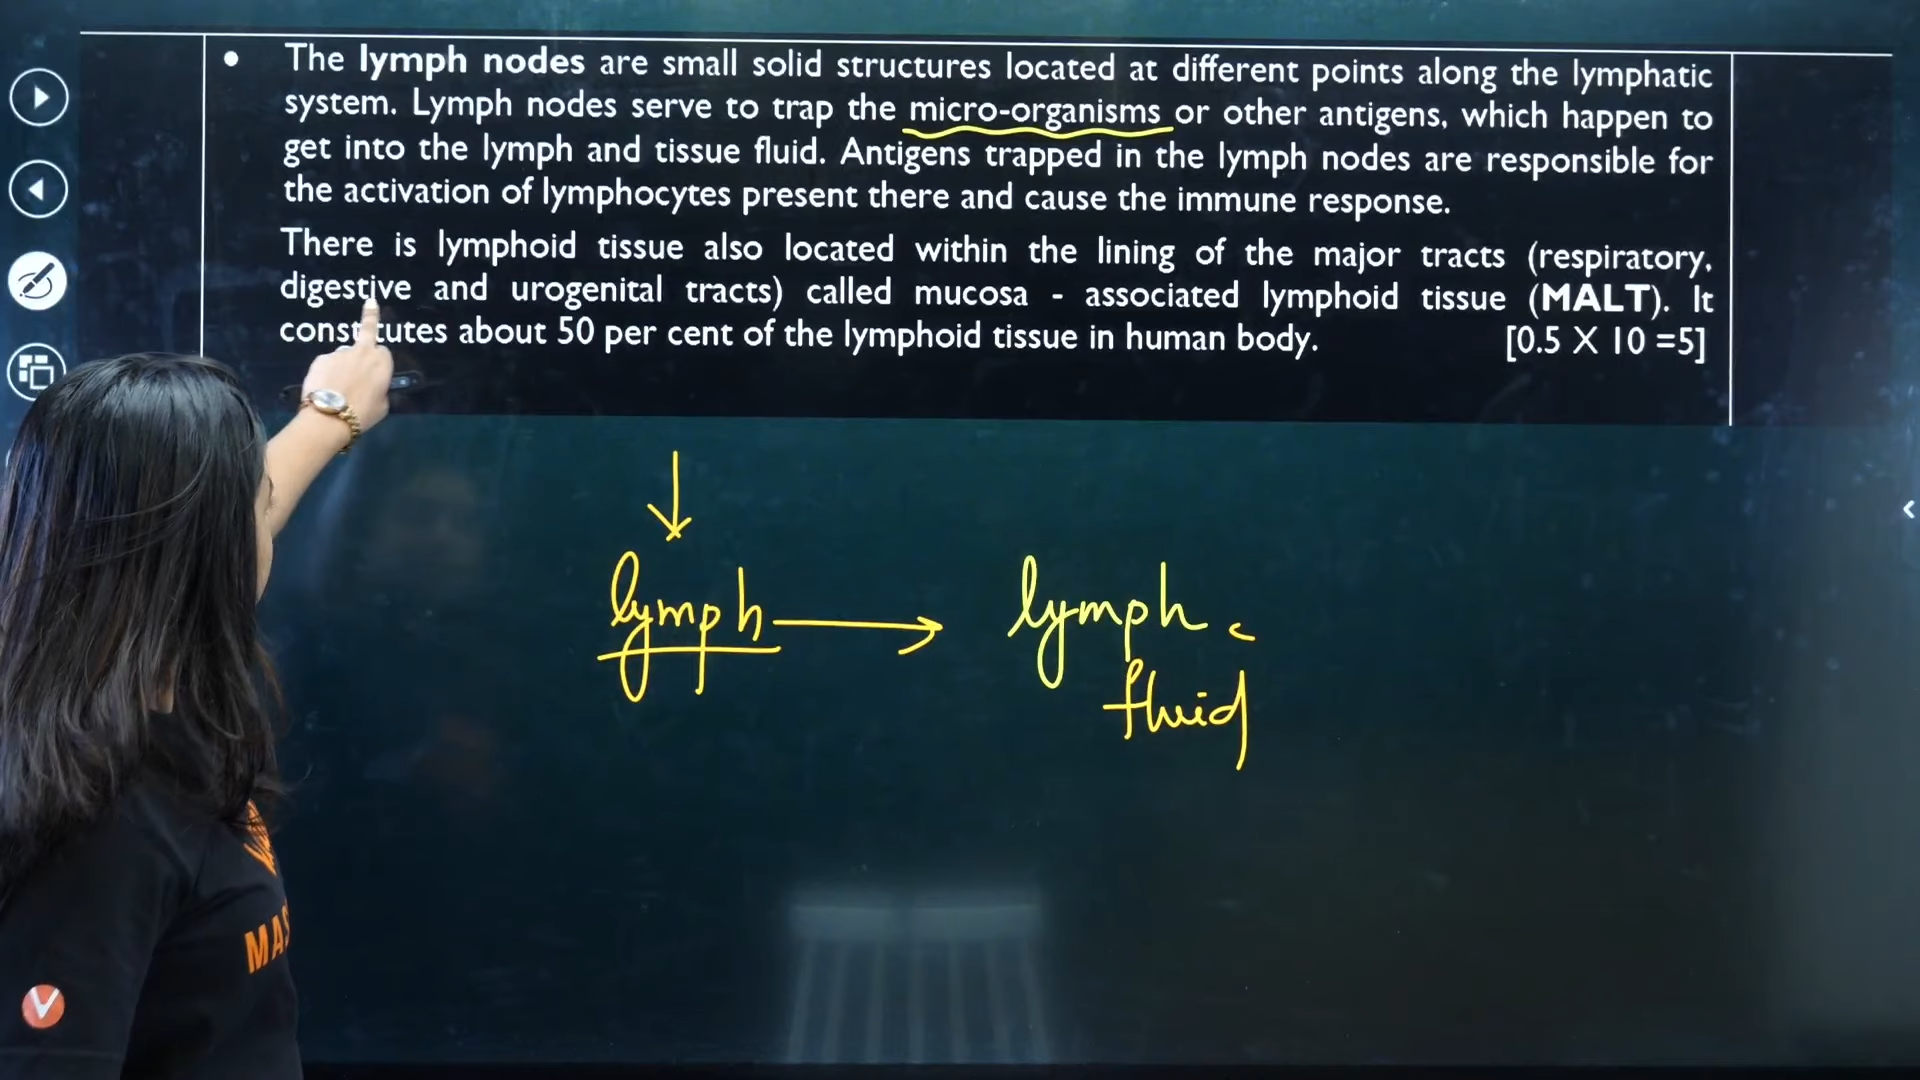 • The lymph nodes are small solid structures located at different points along the lymphatic
system. Lymph nodes serve to trap the micro-organisms or other antigens, which happen to
get into the lymph and tissue fluid. Antigens trapped in the lymph nodes are responsible for
the activation of lymphocytes present there and cause the immune response.
There is lymphoid tissue also located within the lining of the major tracts (respiratory,
digestive and urogenital tracts) called mucosa - associated lymphoid tissue (MALT). It
constitutes about 50 per cent of the lymphoid tissue in human body. [0.5 X 10 =5]
lymph lymph
fluid
V